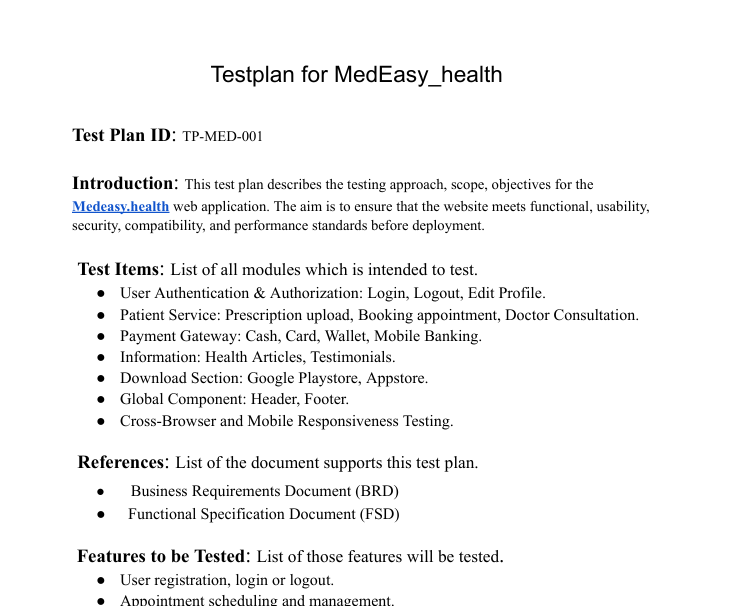 Testplan for MedEasy_health
Test Plan ID: TP-MED-001
Introduction: This test plan describes the testing approach, scope, objectives for the
Medeasy.health web application. The aim is to ensure that the website meets functional, usability,
security, compatibility, and performance standards before deployment.
Test Items: List of all modules which is intended to test.
● User Authentication & Authorization: Login, Logout, Edit Profile.
● Patient Service: Prescription upload, Booking appointment, Doctor Consultation.
● Payment Gateway: Cash, Card, Wallet, Mobile Banking.
● Information: Health Articles, Testimonials.
● Download Section: Google Playstore, Appstore.
● Global Component: Header, Footer.
● Cross-Browser and Mobile Responsiveness Testing.
References: List of the document supports this test plan.
● Business Requirements Document (BRD)
● Functional Specification Document (FSD)
Features to be Tested: List of those features will be tested.
● User registration, login or logout.
● Appointment scheduling and management.